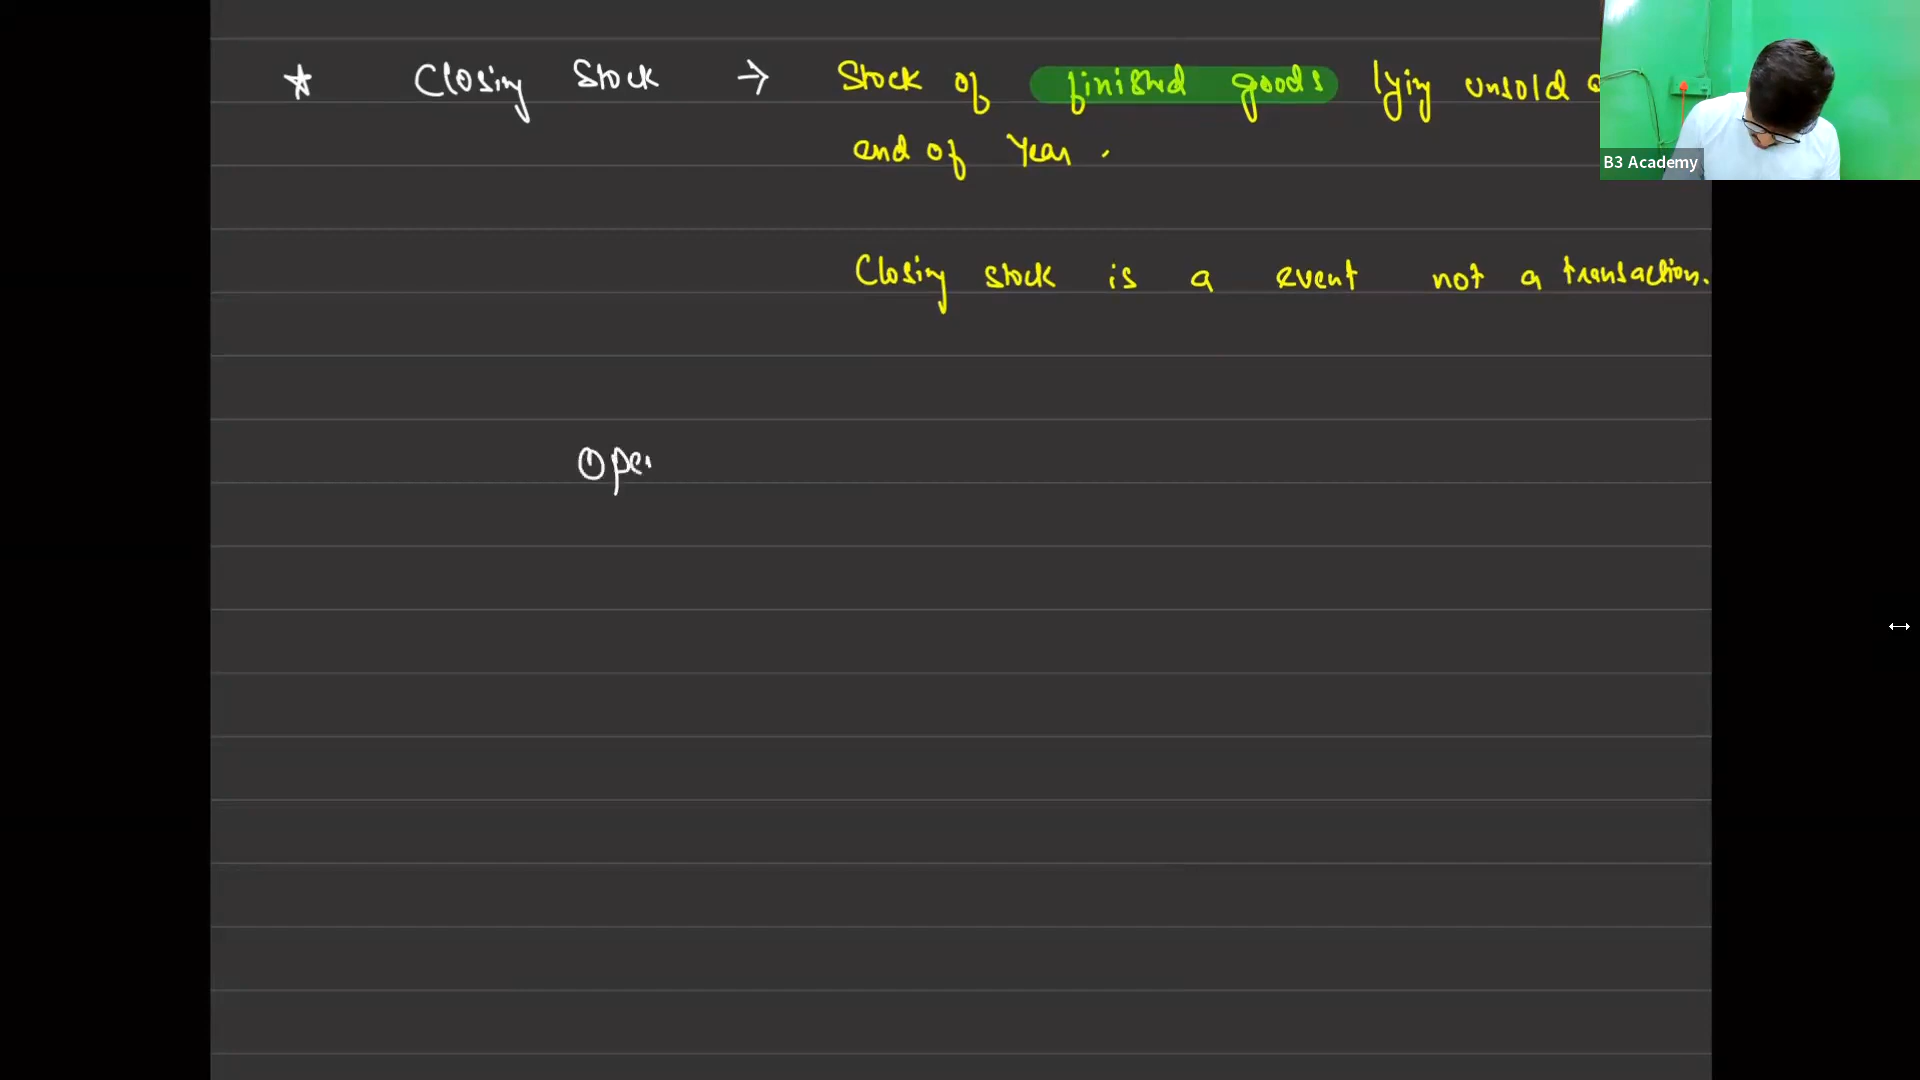 ☆ Closing Stock → Stock of finished goods lying unsold
end of Year.
B3 Academy
Closing stock is a event not a transaction.
Ope